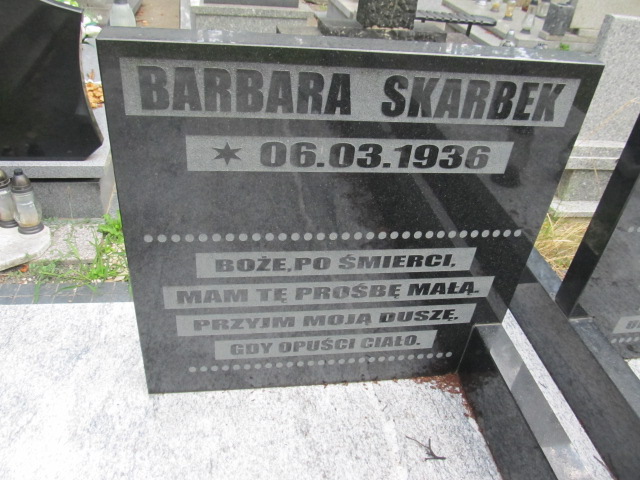 BARBARA SKARBEK
✶ 06.03.1936
BOŻE, PO ŚMIERCI,
MAM TĘ PROŚBĘ MAŁĄ.
PRZYJM MOJĄ DUSZĘ,
GDY OPUŚCI CIAŁO.